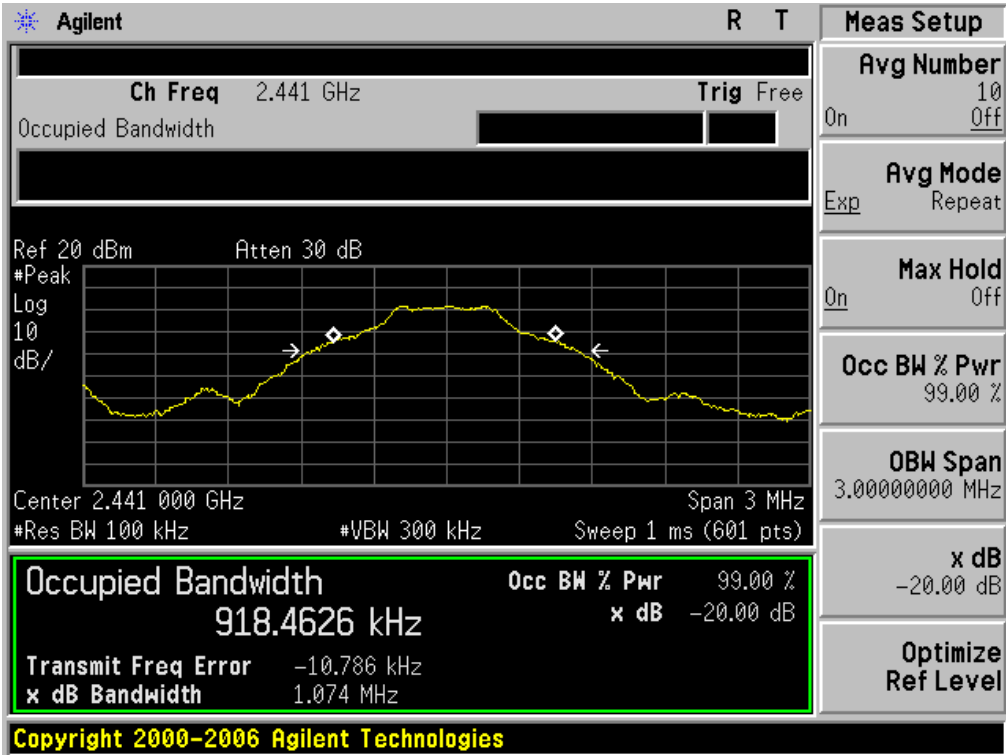 Agilent R T
Ch Freq 2.441 GHz Trig Free
Occupied Bandwidth
Ref 20 dBm Atten 30 dB
#Peak
Log
10
dB/
Center 2.441 000 GHz Span 3 MHz
#Res BW 100 kHz #VBW 300 kHz Sweep 1 ms (601 pts)
Occupied Bandwidth
918.4626 kHz
Occ BW % Pwr 99.00 %
x dB -20.00 dB
Transmit Freq Error -10.786 kHz
x dB Bandwidth 1.074 MHz
Copyright 2000-2006 Agilent Technologies
Meas Setup
Avg Number
10
On Off
Avg Mode
Exp Repeat
Max Hold
On Off
Occ BW % Pwr
99.00 %
OBW Span
3.00000000 MHz
x dB
-20.00 dB
Optimize
Ref Level